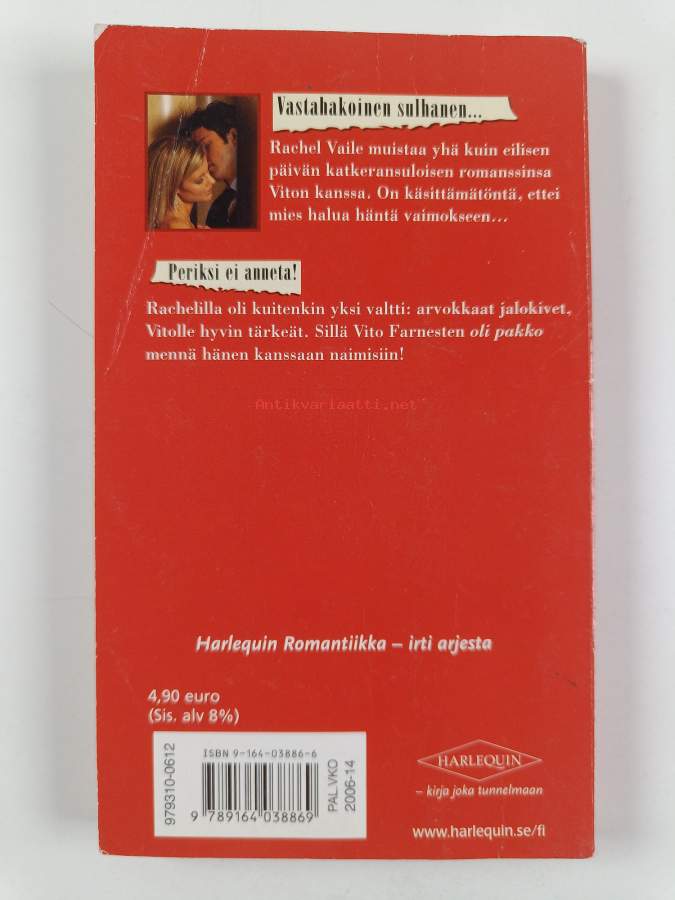 Vastahakoinen sulhanen...
Rachel Vaile muistaa yhä kuin eilisen
päivän katkeransuloisen romanssinsa
Viton kanssa. On käsittämätöntä, ettei
mies halua häntä vaimokseen...
Periksi ei anneta!
Rachelilla oli kuitenkin yksi valtti: arvokkaat jalokivet,
Vitolle hyvin tärkeät. Sillä Vito Farnesten oli pakko
mennä hänen kanssaan naimisiin!
Antikvariaatti.net
Harlequin Romantiikka – irti arjesta
4,90 euro
(Sis. alv 8%)
979310-0612
ISBN 9-164-03886-6
9 789164 038869
PAL.VKO
2006-14
HARLEQUIN
– kirja joka tunnelmaan
www.harlequin.se/fi